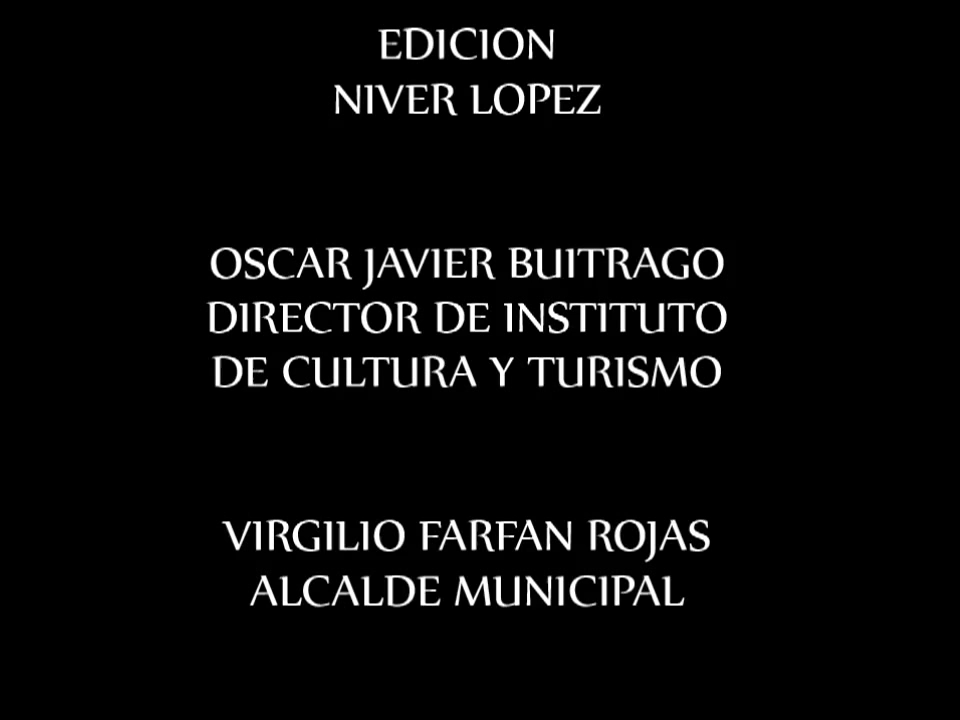 EDICION
NIVER LOPEZ
OSCAR JAVIER BUITRAGO
DIRECTOR DE INSTITUTO
DE CULTURA Y TURISMO
VIRGILIO FARFAN ROJAS
ALCALDE MUNICIPAL